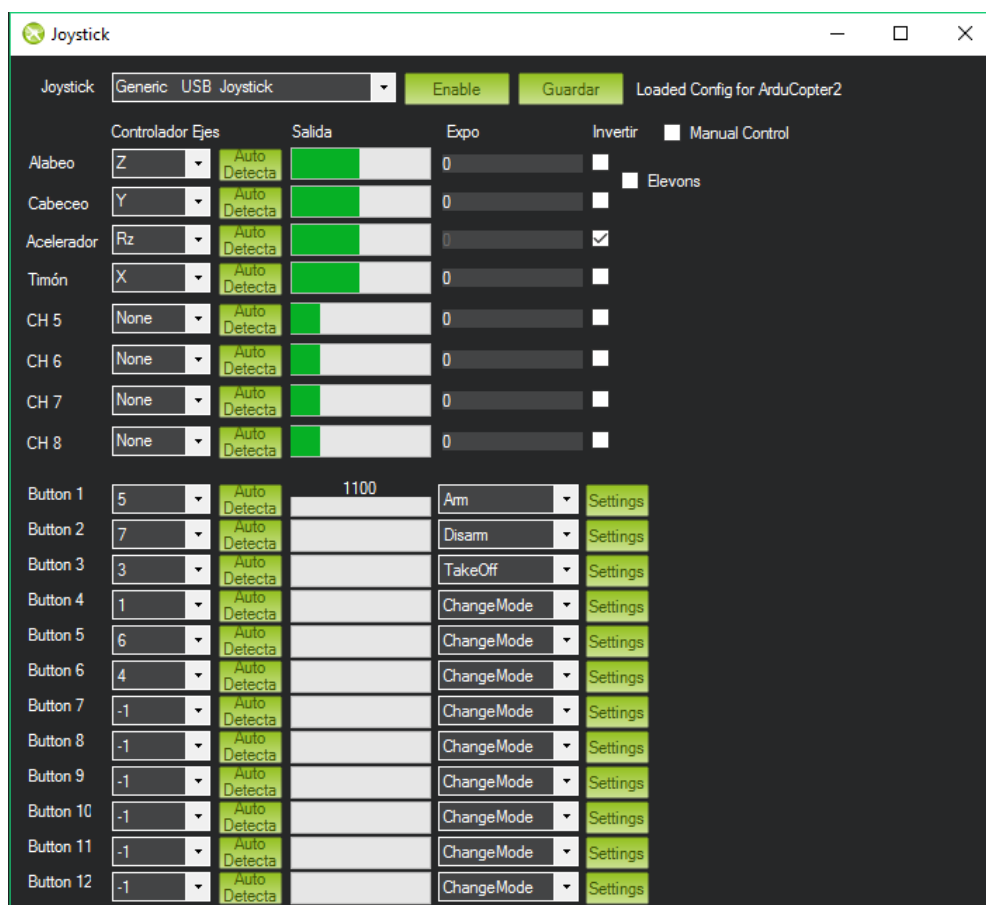 Joystick
Joystick Generic USB Joystick Enable Guardar Loaded Config for ArduCopter2
Controlador Ejes Salida Expo Invertir Manual Control
Alabeo Z Auto Detecta 0
Elevons
Cabeceo Y Auto Detecta 0
Acelerador Rz Auto Detecta 0
Timón X Auto Detecta 0
CH 5 None Auto Detecta 0
CH 6 None Auto Detecta 0
CH 7 None Auto Detecta 0
CH 8 None Auto Detecta 0
Button 1 5 Auto Detecta 1100 Arm Settings
Button 2 7 Auto Detecta Disarm Settings
Button 3 3 Auto Detecta TakeOff Settings
Button 4 1 Auto Detecta ChangeMode Settings
Button 5 6 Auto Detecta ChangeMode Settings
Button 6 4 Auto Detecta ChangeMode Settings
Button 7 -1 Auto Detecta ChangeMode Settings
Button 8 -1 Auto Detecta ChangeMode Settings
Button 9 -1 Auto Detecta ChangeMode Settings
Button 10 -1 Auto Detecta ChangeMode Settings
Button 11 -1 Auto Detecta ChangeMode Settings
Button 12 -1 Auto Detecta ChangeMode Settings